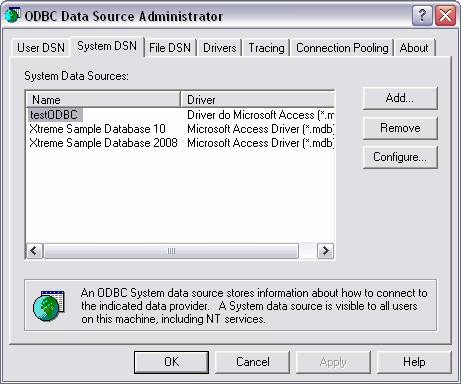 ODBC Data Source Administrator
User DSN System DSN File DSN Drivers Tracing Connection Pooling About
System Data Sources:
Name Driver
testODBC Driver do Microsoft Access (*.m
Xtreme Sample Database 10 Microsoft Access Driver (*.mdb)
Xtreme Sample Database 2008 Microsoft Access Driver (*.mdb)
Add...
Remove
Configure...
An ODBC System data source stores information about how to connect to
the indicated data provider. A System data source is visible to all users
on this machine, including NT services.
OK Cancel Apply Help